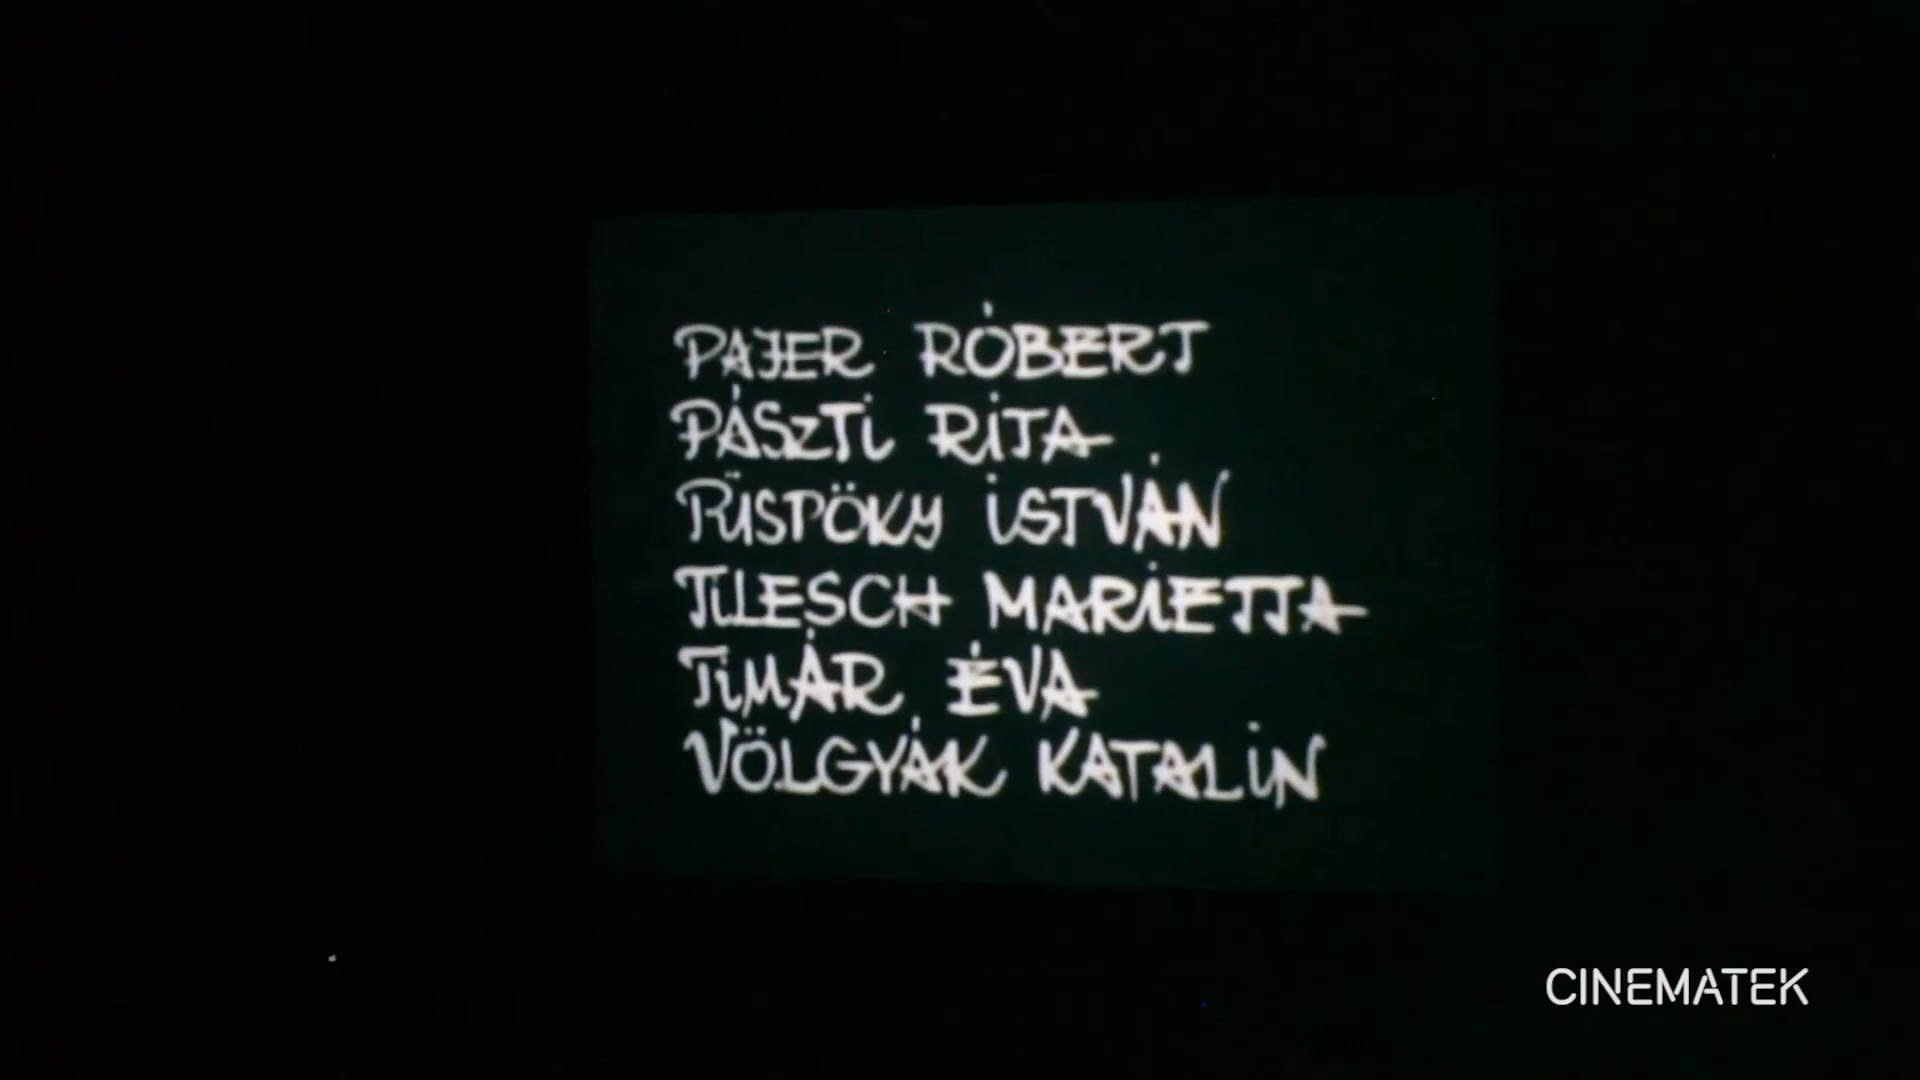 PAJER RÓBERT
PÁSZTI RITA
PÜSPÖKY ISTVÁN
TILESCH MARIETTA
TIMÁR ÉVA
VÖLGYÁK KATALIN
CINEMATEK